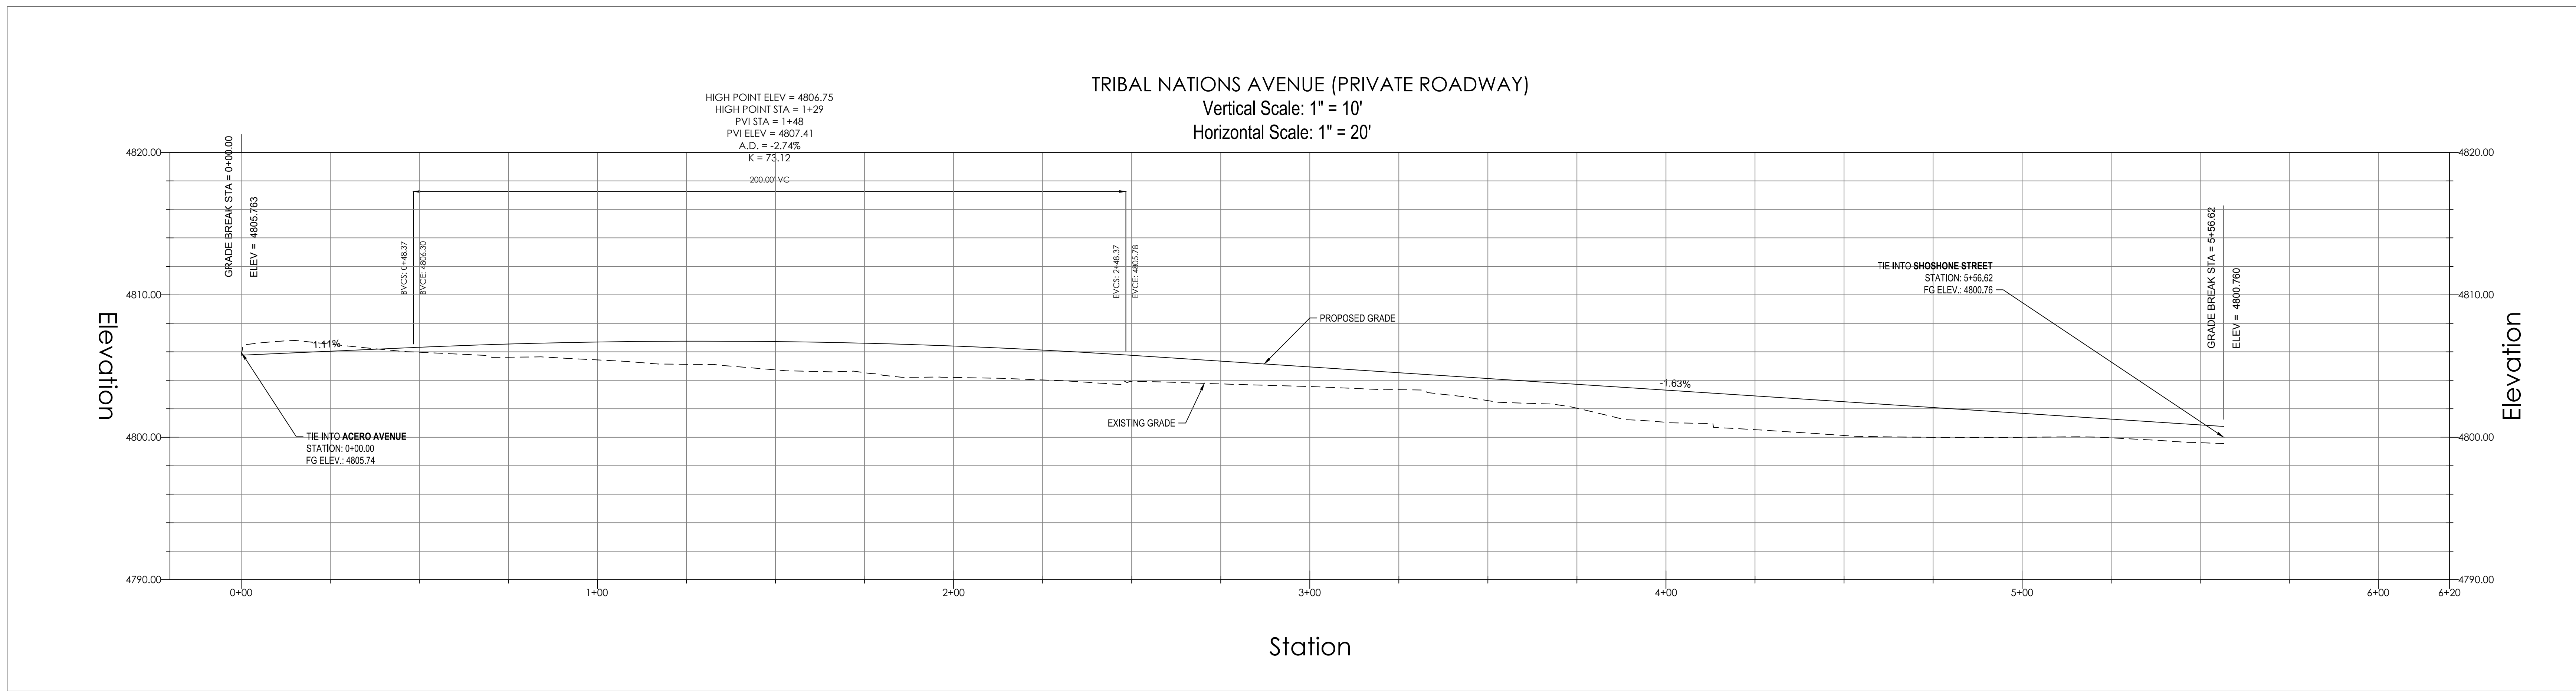 TRIBAL NATIONS AVENUE (PRIVATE ROADWAY)
Vertical Scale: 1" = 10'
Horizontal Scale: 1" = 20'
HIGH POINT ELEV = 4806.75
HIGH POINT STA = 1+29
PVI STA = 1+48
PVI ELEV = 4807.41
A.D. = -2.74%
K = 73.12
200.00' VC
GRADE BREAK STA = 0+00.00
ELEV = 4805.763
BVCS: 0+48.37
BVCE: 4806.30
EVCS: 2+48.37
EVCE: 4805.78
GRADE BREAK STA = 5+56.62
ELEV = 4800.760
TIE INTO SHOSHONE STREET
STATION: 5+56.62
FG ELEV.: 4800.76
PROPOSED GRADE
1.11%
-1.63%
EXISTING GRADE
TIE INTO ACERO AVENUE
STATION: 0+00.00
FG ELEV.: 4805.74
4820.00
4810.00
4800.00
4790.00
Elevation
4820.00
4810.00
4800.00
4790.00
Elevation
0+00
1+00
2+00
3+00
4+00
5+00
6+00
6+20
Station